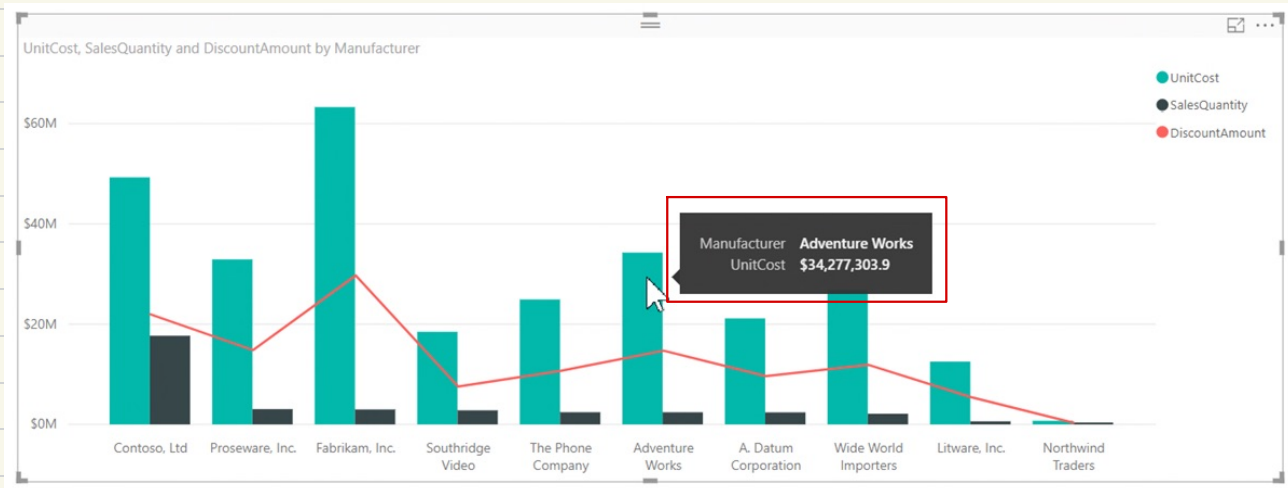 UnitCost, SalesQuantity and DiscountAmount by Manufacturer
UnitCost
SalesQuantity
DiscountAmount
$60M
$40M
$20M
$0M
Manufacturer Adventure Works
UnitCost $34,277,303.9
Contoso, Ltd
Proseware, Inc.
Fabrikam, Inc.
Southridge
Video
The Phone
Company
Adventure
Works
A. Datum
Corporation
Wide World
Importers
Litware, Inc.
Northwind
Traders